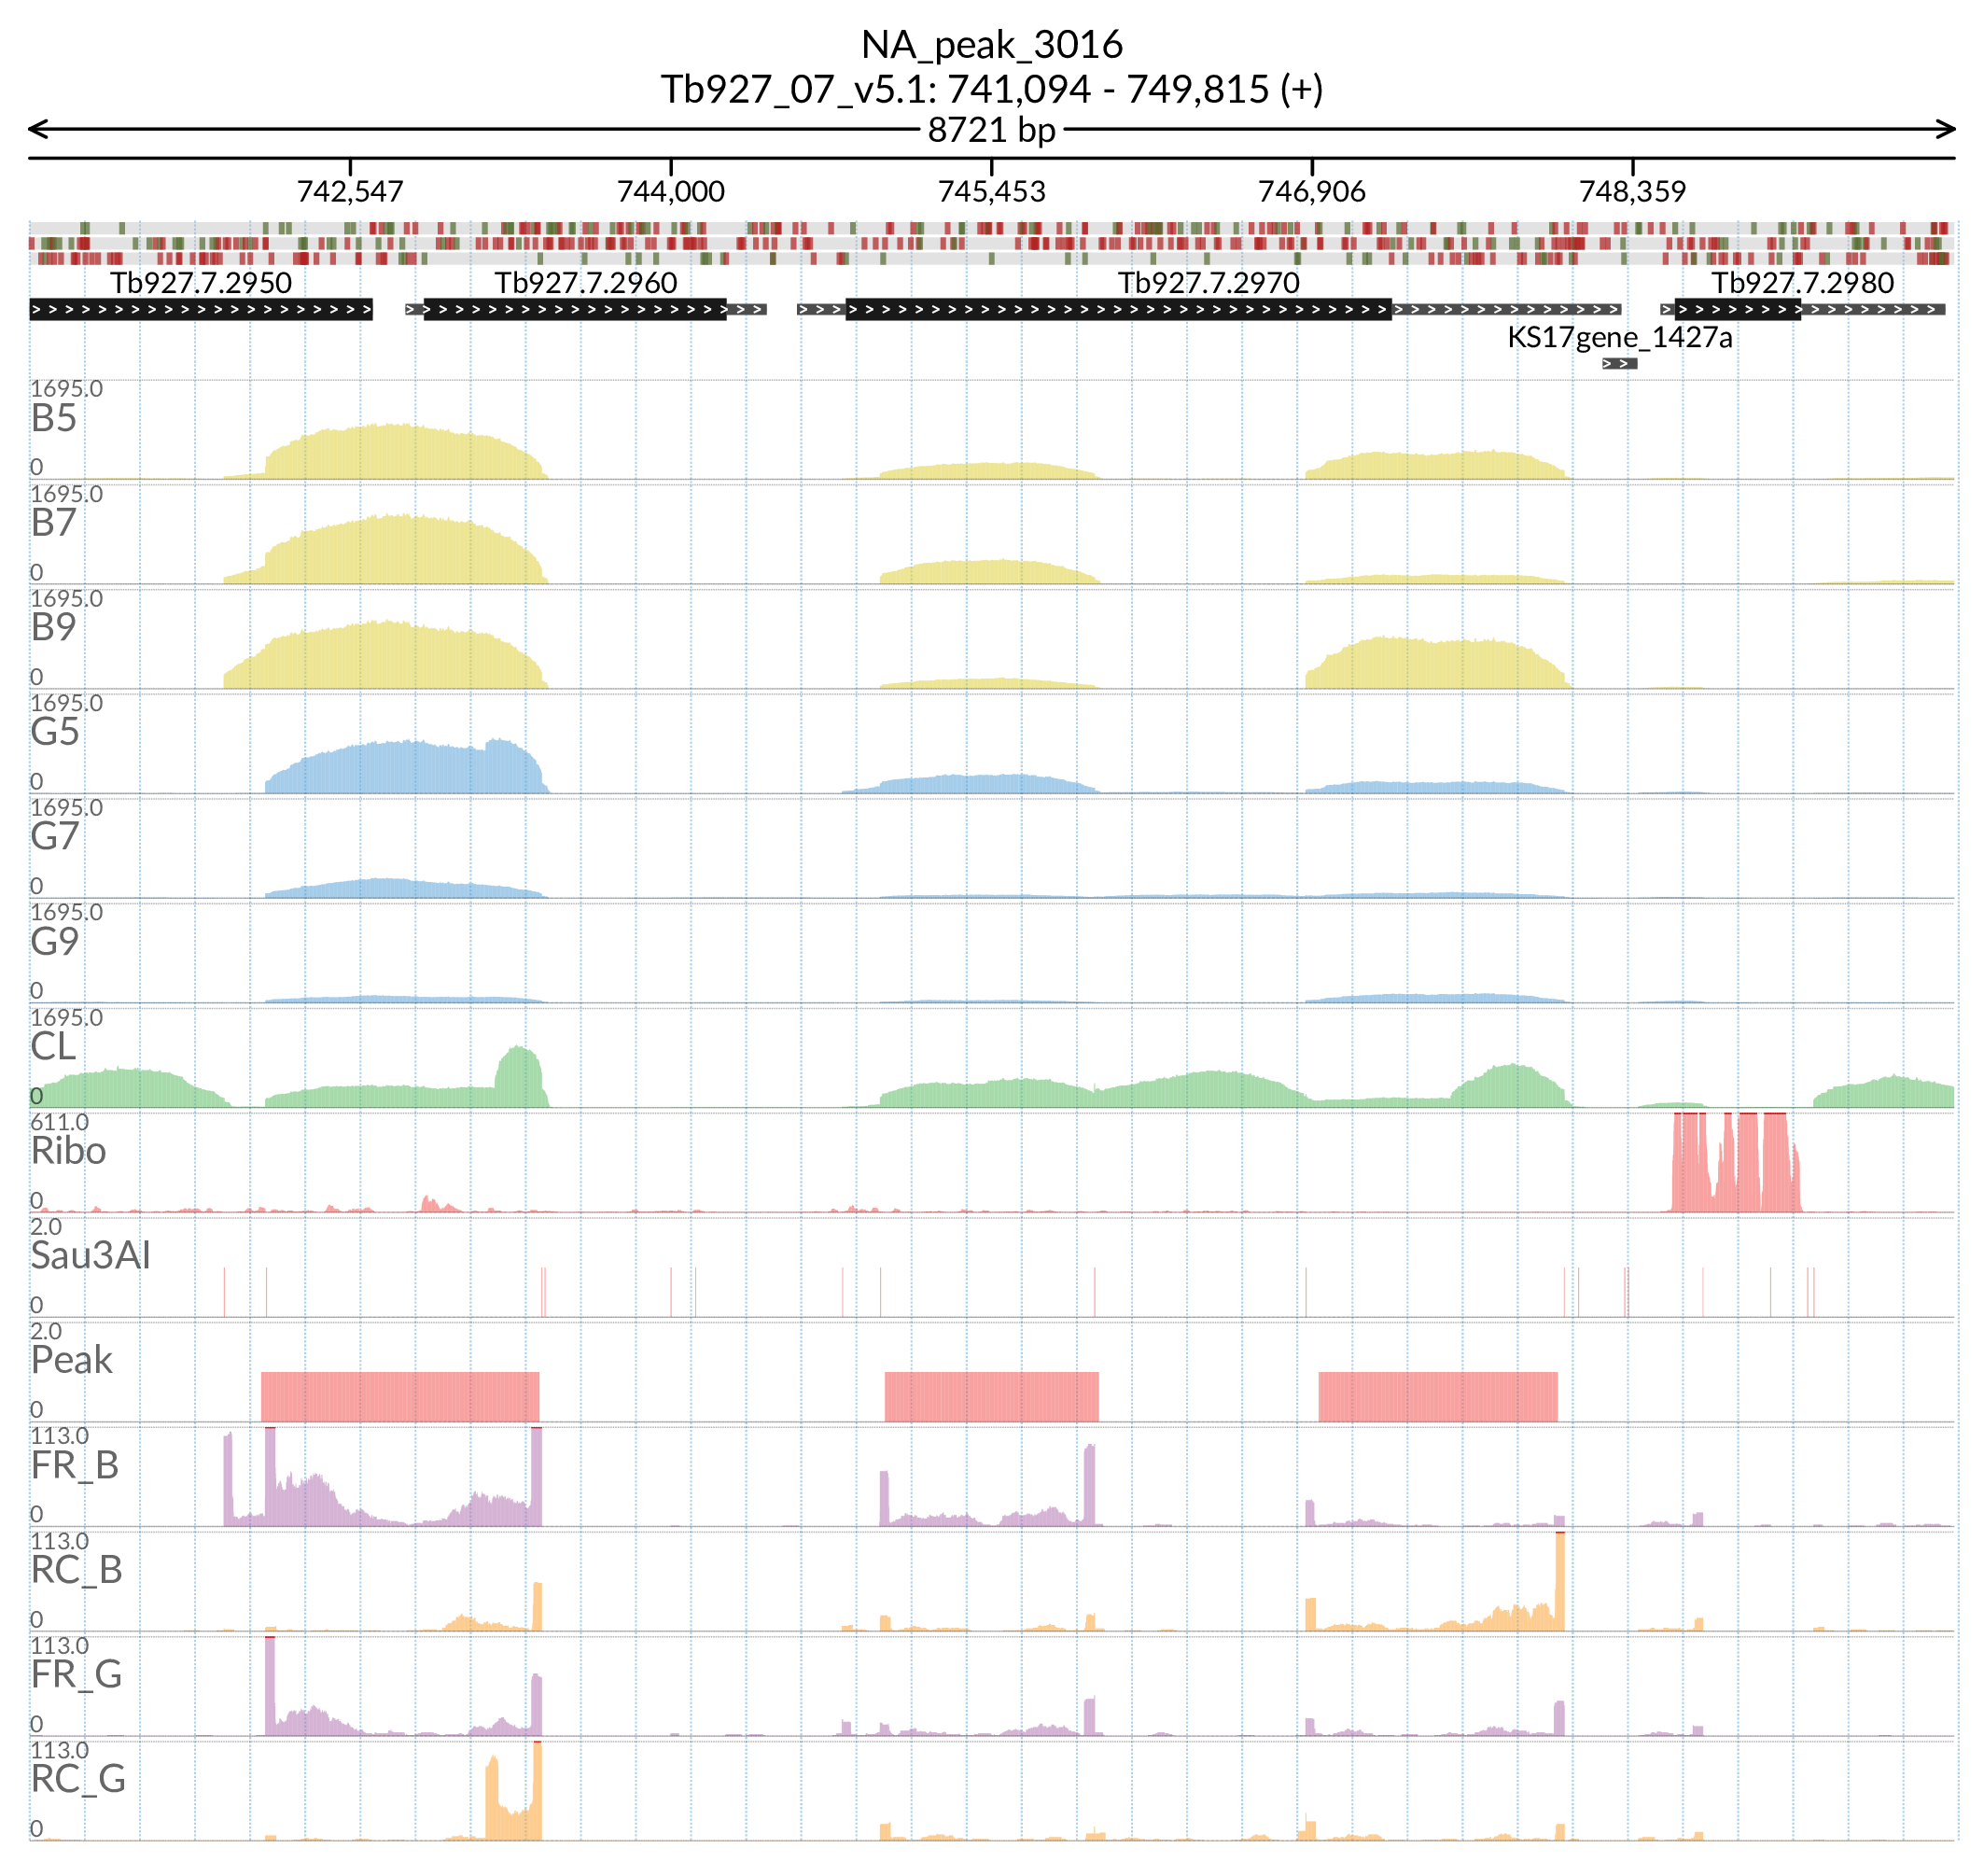 NA_peak_3016
Tb927_07_v5.1: 741,094 - 749,815 (+)
8721 bp
742,547 744,000 745,453 746,906 748,359
Tb927.7.2950 Tb927.7.2960 Tb927.7.2970 Tb927.7.2980
KS17gene_1427a
1695.0
B5
0
1695.0
B7
0
1695.0
B9
0
1695.0
G5
0
1695.0
G7
0
1695.0
G9
0
1695.0
CL
0
611.0
Ribo
0
2.0
Sau3AI
0
2.0
Peak
0
113.0
FR_B
0
113.0
RC_B
0
113.0
FR_G
0
113.0
RC_G
0